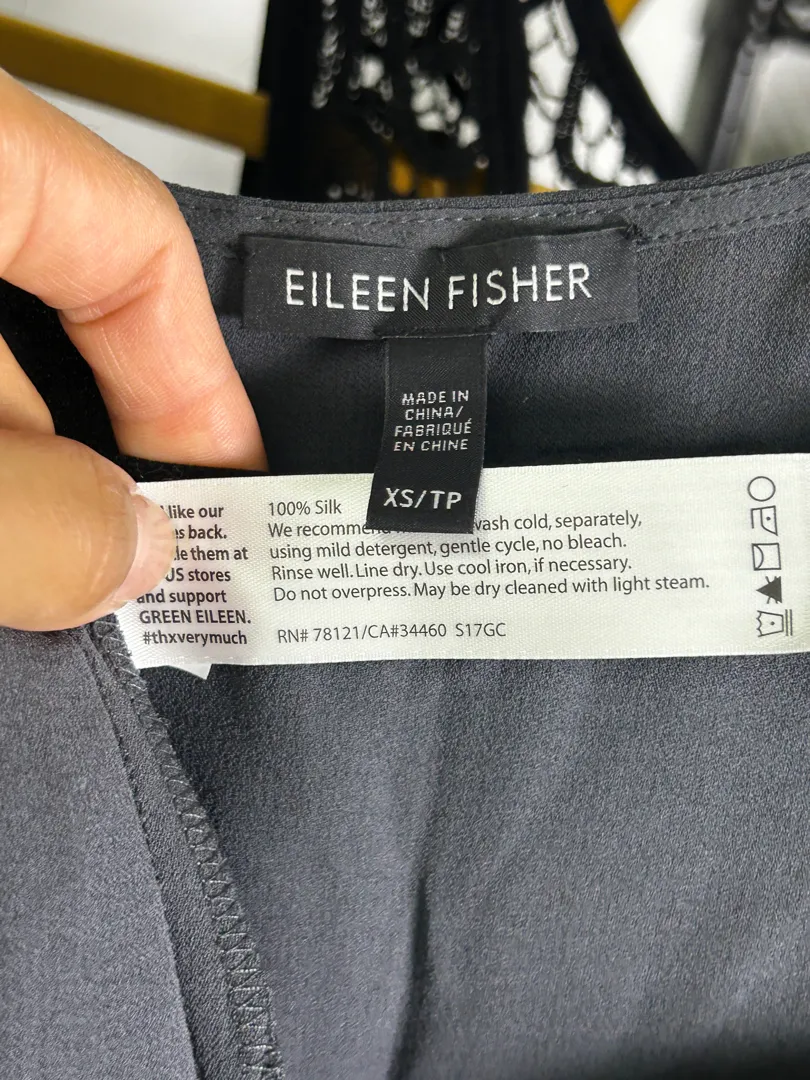 EILEEN FISHER
MADE IN
CHINA/
FABRIQUÉ
EN CHINE
XS/TP
like our
back.
them at
US stores
and support
GREEN EILEEN.
#thxverymuch
100% Silk
We recommend wash cold, separately,
using mild detergent, gentle cycle, no bleach.
Rinse well. Line dry. Use cool iron, if necessary.
Do not overpress. May be dry cleaned with light steam.
RN# 78121/CA#34460 S17GC